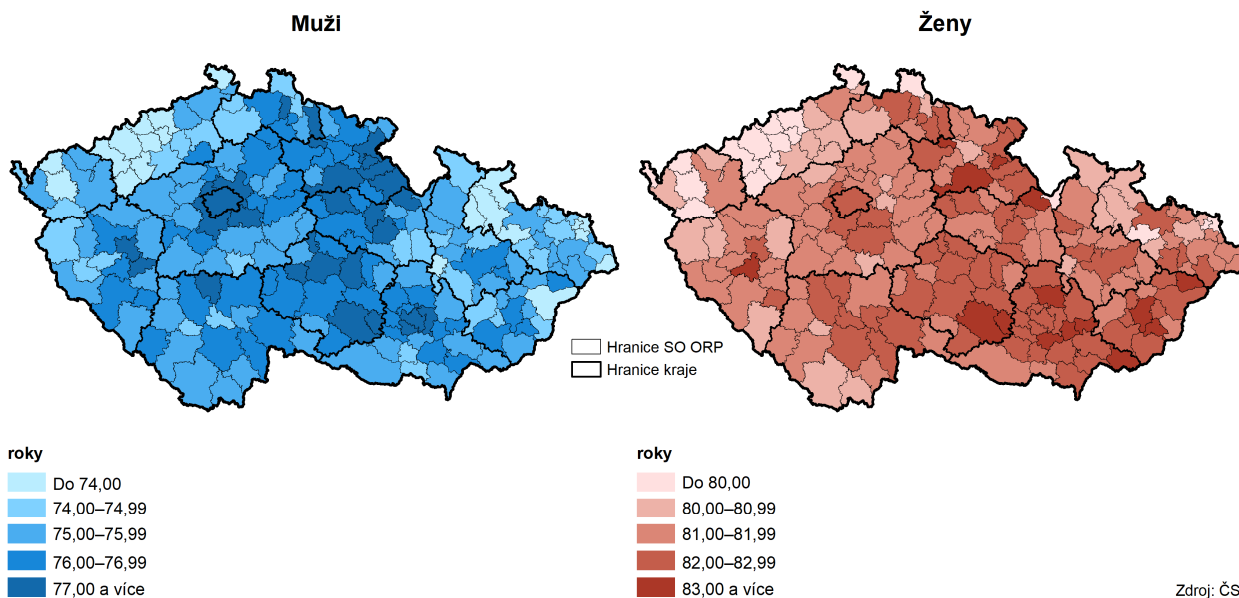 Muži
Ženy
Hranice SO ORP
Hranice kraje
roky
Do 74,00
74,00–74,99
75,00–75,99
76,00–76,99
77,00 a více
roky
Do 80,00
80,00–80,99
81,00–81,99
82,00–82,99
83,00 a více
Zdroj: ČS